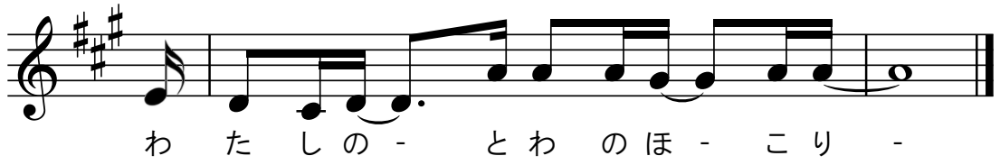 わ た し の - と わ の ほ - こ り -